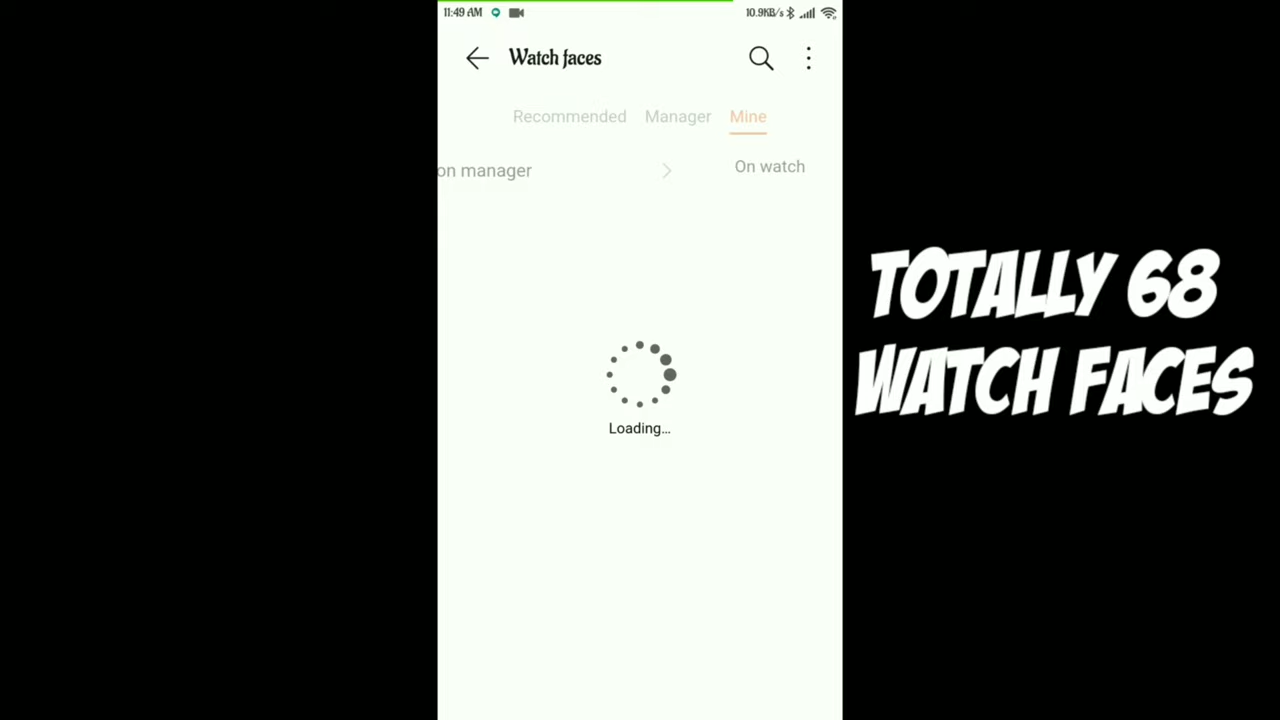 11:49 AM
10.9KB/s
Watch faces
Recommended Manager Mine
on manager
On watch
Loading...
TOTALLY 68
WATCH FACES